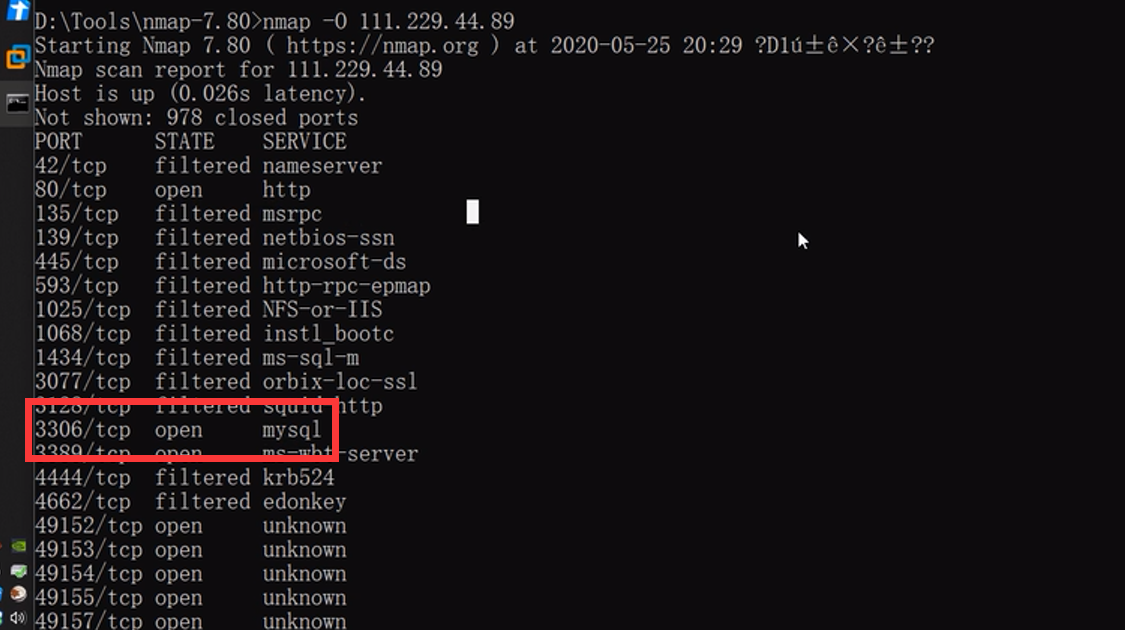 D:\Tools\nmap-7.80>nmap -O 111.229.44.89
Starting Nmap 7.80 ( https://nmap.org ) at 2020-05-25 20:29 ?D1ú±ê×?ê±??
Nmap scan report for 111.229.44.89
Host is up (0.026s latency).
Not shown: 978 closed ports
PORT STATE SERVICE
42/tcp filtered nameserver
80/tcp open http
135/tcp filtered msrpc
139/tcp filtered netbios-ssn
445/tcp filtered microsoft-ds
593/tcp filtered http-rpc-epmap
1025/tcp filtered NFS-or-IIS
1068/tcp filtered instl_bootc
1434/tcp filtered ms-sql-m
3077/tcp filtered orbix-loc-ssl
3128/tcp filtered squid-http
3306/tcp open mysql
3389/tcp open ms-wbt-server
4444/tcp filtered krb524
4662/tcp filtered edonkey
49152/tcp open unknown
49153/tcp open unknown
49154/tcp open unknown
49155/tcp open unknown
49157/tcp open unknown